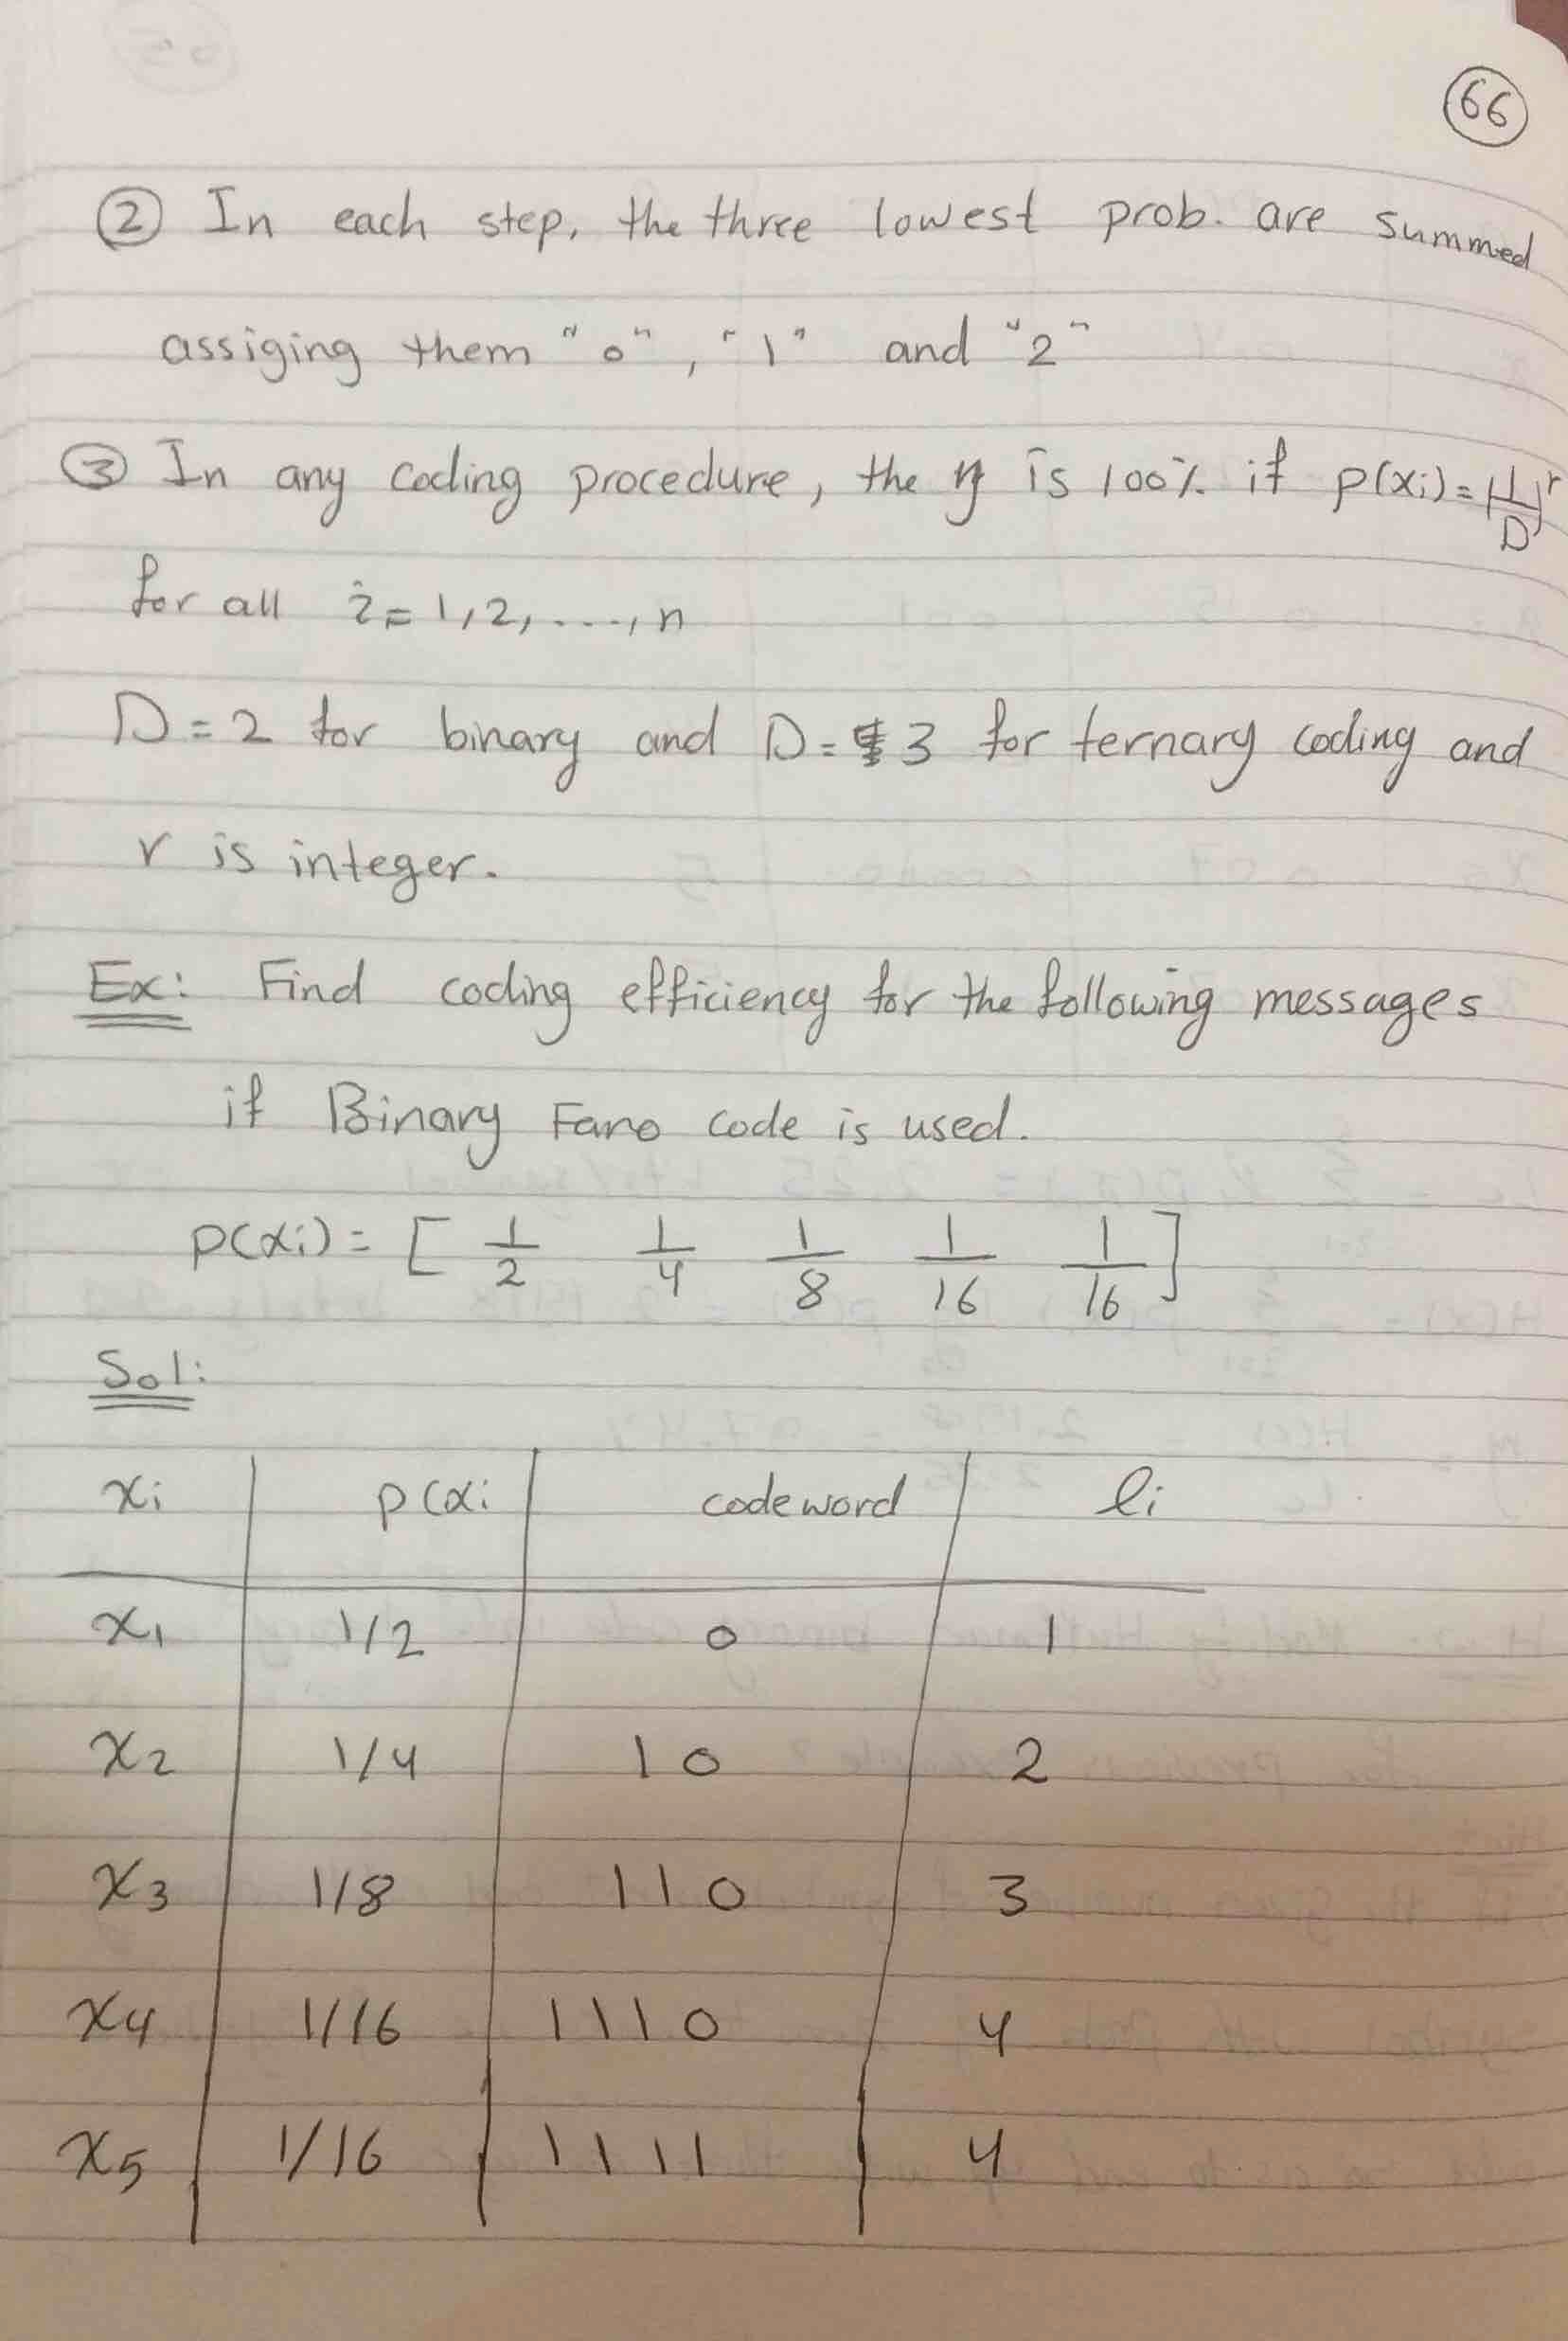 66
② In each step, the three lowest prob. are summed
assiging them "0", "1" and "2"
③ In any coding procedure, the η is 100% if p(xi)=(1/D)^r
for all i=1,2,....,n
D=2 for binary and D=3 for ternary coding and
r is integer.
Ex: Find coding efficiency for the following messages
if Binary Fano code is used.
p(xi)= [ 1/2 1/4 1/8 1/16 1/16 ]
Sol:
xi p(xi codeword li
x1 1/2 0 1
x2 1/4 10 2
x3 1/8 110 3
x4 1/16 1110 4
x5 1/16 1111 4